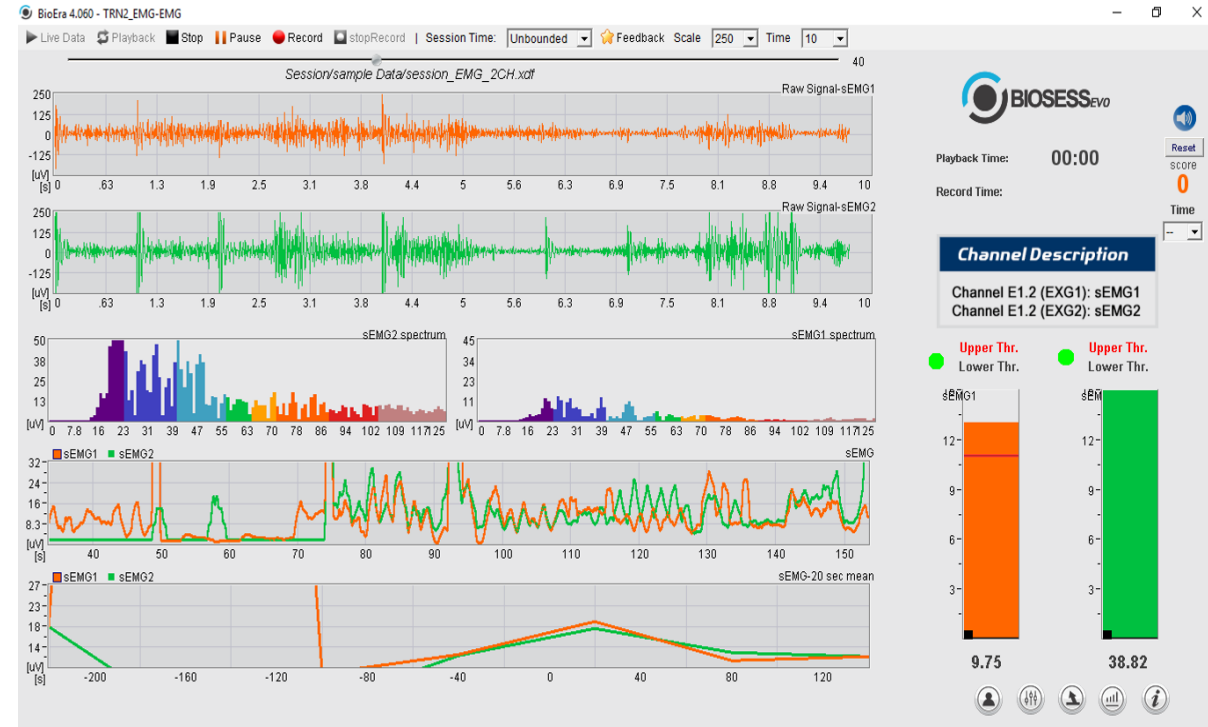 BioEra 4.060 - TRN2_EMG-EMG
Live Data Playback Stop Pause Record stopRecord | Session Time: Unbounded Feedback Scale 250 Time 10
40
Session/sample Data/session_EMG_2CH.xdf
Raw Signal-sEMG1
250
125
0
-125
[uV]
[s] 0 .63 1.3 1.9 2.5 3.1 3.8 4.4 5 5.6 6.3 6.9 7.5 8.1 8.8 9.4 10
Raw Signal-sEMG2
250
125
0
-125
[uV]
[s] 0 .63 1.3 1.9 2.5 3.1 3.8 4.4 5 5.6 6.3 6.9 7.5 8.1 8.8 9.4 10
sEMG2 spectrum
50
38
25
13
[uV] 0 7.8 16 23 31 39 47 55 63 70 78 86 94 102 109 117 125
sEMG1 spectrum
45
34
23
11
[uV] 0 7.8 16 23 31 39 47 55 63 70 78 86 94 102 109 117 125
sEMG1 sEMG2 sEMG
32
24
16
8.3
[uV]
[s] 40 50 60 70 80 90 100 110 120 130 140 150
sEMG1 sEMG2 sEMG-20 sec mean
27
23
18
14
[uV]
[s] -200 -160 -120 -80 -40 0 40 80 120
BIOSESS EVO
Playback Time: 00:00
Record Time:
Reset
score
0
Time
--
Channel Description
Channel E1.2 (EXG1): sEMG1
Channel E1.2 (EXG2): sEMG2
Upper Thr.
Lower Thr.
Upper Thr.
Lower Thr.
sEMG1
12
9
6
3
9.75
sEM
12
9
6
3
38.82